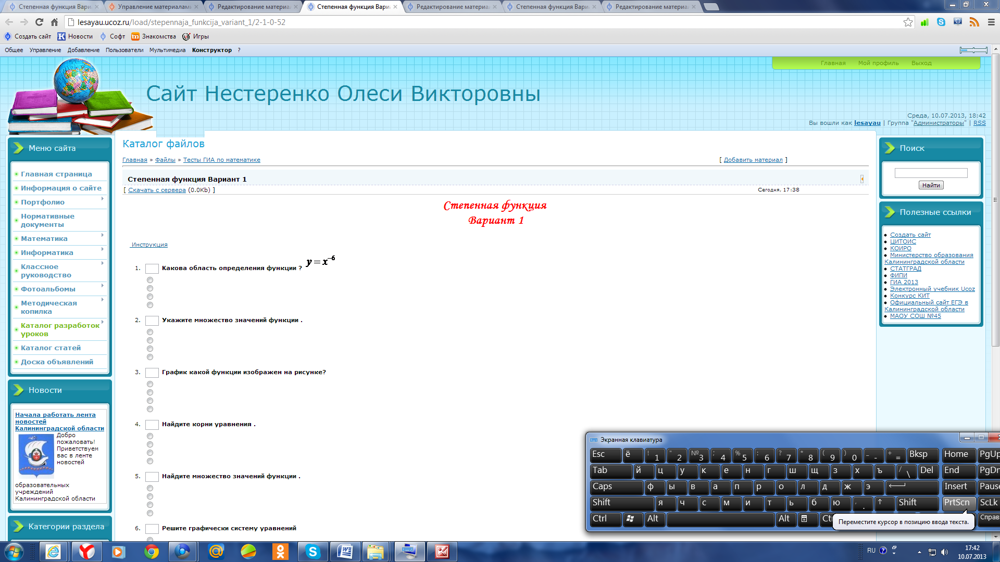 Степенная функция Вари
Управление материалами
Редактирование материал
Степенная функция Вари
Редактирование материал
Степенная функция Вари
Редактирование материал
lesayau.ucoz.ru/load/stepennaja_funkcija_variant_1/2-1-0-52
Создать сайт Новости Софт Знакомства Игры
Общее Управление Добавление Пользователи Мультимедиа Конструктор ?
Главная Мой профиль Выход
Сайт Нестеренко Олеси Викторовны
Среда, 10.07.2013, 18:42
Вы вошли как lesayau | Группа "Администраторы" | RSS
Меню сайта
Главная страница
Информация о сайте
Портфолио
Нормативные
документы
Математика
Информатика
Классное
руководство
Фотоальбомы
Методическая
копилка
Каталог разработок
уроков
Каталог статей
Доска объявлений
Новости
Начала работать лента
новостей
Калининградской области
Добро
пожаловать!
Приветствуем
вас в ленте
новостей
образовательных
учреждений
Калининградской области
Категории раздела
Каталог файлов
Главная » Файлы » Тесты ГИА по математике [ Добавить материал ]
Степенная функция Вариант 1
[ Скачать с сервера (0.0Kb) ] Сегодня, 17:38
Степенная функция
Вариант 1
Инструкция
1. Какова область определения функции ? y = x⁻⁶
2. Укажите множество значений функции .
3. График какой функции изображен на рисунке?
4. Найдите корни уравнения .
5. Найдите множество значений функции .
6. Решите графически систему уравнений
Поиск
Найти
Полезные ссылки
Создать сайт
ЦИТОИС
КОИРО
Министерство образования
Калининградской области
СТАТГРАД
ФИПИ
ГИА 2013
Электронный учебник Ucoz
Конкурс КИТ
Официальный сайт ЕГЭ в
Калининградской области
МАОУ СОШ №45
Экранная клавиатура
Esc ё ! 1 " 2 № 3 ; 4 % 5 : 6 ? 7 * 8 ( 9 ) 0 _ - + = Bksp Home PgUp
Tab й ц у к е н г ш щ з х ъ / \ Del End PgDn
Caps ф ы в а п р о л д ж э Insert Pause
Shift я ч с м и т ь б ю , . Shift PrtScn ScLk
Ctrl Alt Alt Справ
Переместите курсор в позицию ввода текста.
RU
17:42
10.07.2013